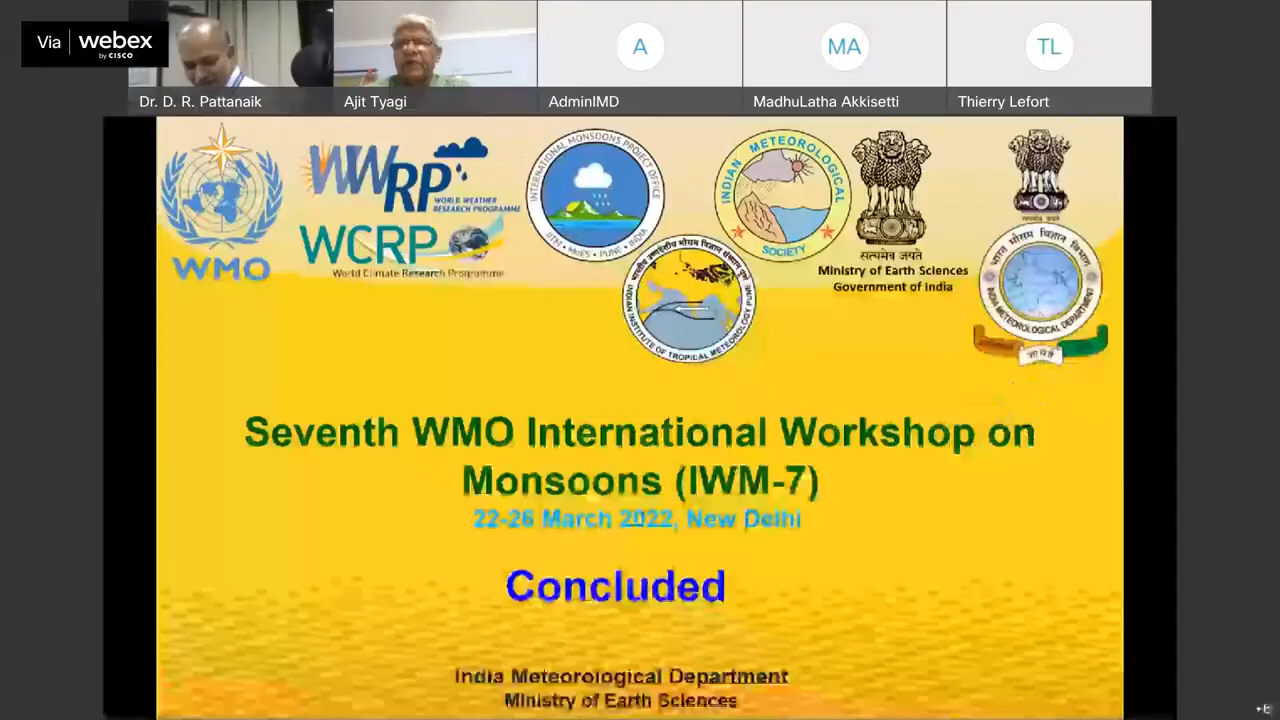 Via webex
by CISCO
Dr. D. R. Pattanaik
Ajit Tyagi
A
AdminIMD
MA
MadhuLatha Akkisetti
TL
Thierry Lefort
WMO
WWRP
WORLD WEATHER
RESEARCH PROGRAMME
WCRP
World Climate Research Programme
INTERNATIONAL MONSOONS PROJECT OFFICE
IITM • MoES • PUNE • INDIA
INDIAN METEOROLOGICAL
SOCIETY
INDIAN INSTITUTE OF TROPICAL METEOROLOGY PUNE
सत्यमेव जयते
Ministry of Earth Sciences
Government of India
भारत मौसम विज्ञान विभाग
INDIA METEOROLOGICAL DEPARTMENT
Seventh WMO International Workshop on
Monsoons (IWM-7)
22-26 March 2022, New Delhi
Concluded
India Meteorological Department
Ministry of Earth Sciences